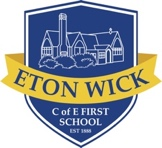 ETON WICK
C of E FIRST
SCHOOL
EST 1888